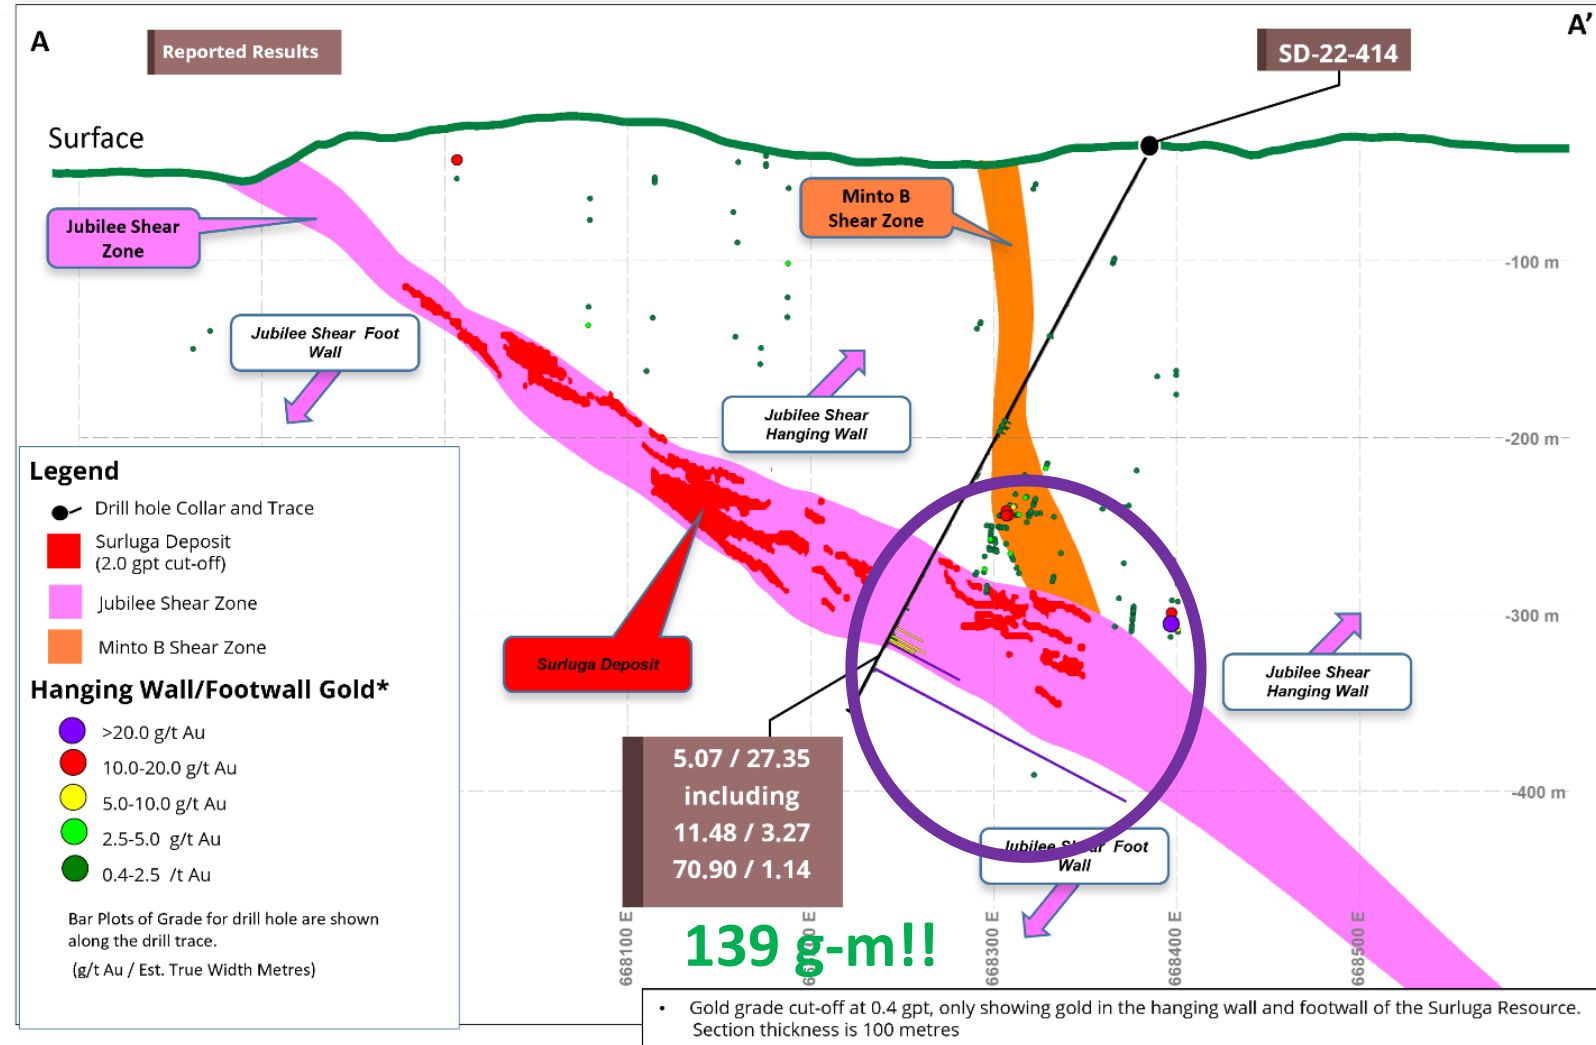 A
Reported Results
SD-22-414
A’
Surface
Jubilee Shear
Zone
Minto B
Shear Zone
-100 m
Jubilee Shear Foot
Wall
Jubilee Shear
Hanging Wall
-200 m
Legend
Drill hole Collar and Trace
Surluga Deposit
(2.0 gpt cut-off)
Jubilee Shear Zone
Minto B Shear Zone
Hanging Wall/Footwall Gold*
>20.0 g/t Au
10.0-20.0 g/t Au
5.0-10.0 g/t Au
2.5-5.0 g/t Au
0.4-2.5 /t Au
Bar Plots of Grade for drill hole are shown
along the drill trace.
(g/t Au / Est. True Width Metres)
Surluga Deposit
-300 m
Jubilee Shear
Hanging Wall
5.07 / 27.35
including
11.48 / 3.27
70.90 / 1.14
-400 m
Jubilee Shear Foot
Wall
139 g-m!!
668100 E
668300 E
668400 E
668500 E
• Gold grade cut-off at 0.4 gpt, only showing gold in the hanging wall and footwall of the Surluga Resource.
Section thickness is 100 metres